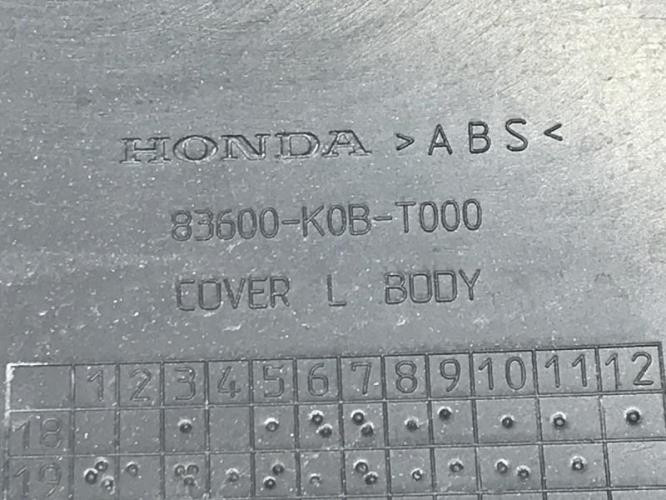 HONDA >ABS<
83600-K0B-T000
COVER L BODY
1 2 3 4 5 6 7 8 9 10 11 12
18
19